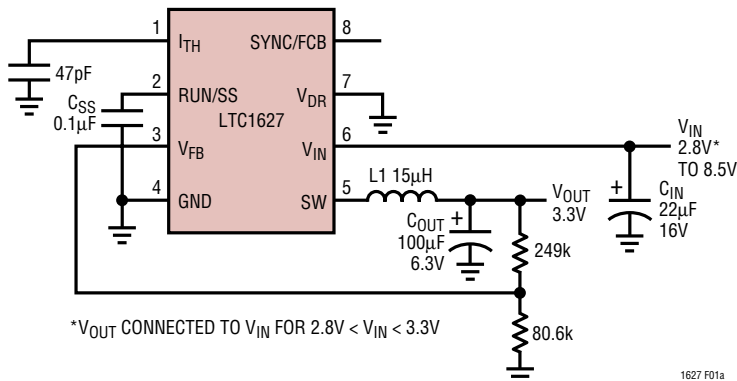 1
I_TH
SYNC/FCB
8
47pF
2
RUN/SS
V_DR
7
C_SS
0.1µF
LTC1627
3
V_FB
V_IN
6
V_IN
2.8V*
TO 8.5V
4
GND
SW
5
L1 15µH
V_OUT
3.3V
+
C_IN
22µF
16V
C_OUT
+
100µF
6.3V
249k
80.6k
*V_OUT CONNECTED TO V_IN FOR 2.8V < V_IN < 3.3V
1627 F01a